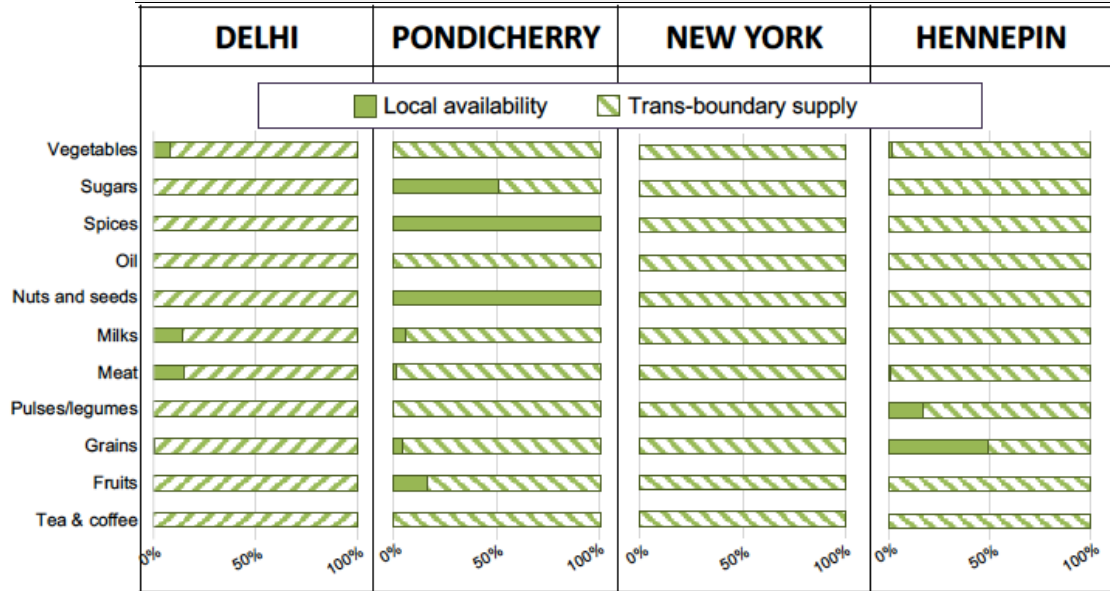 DELHI PONDICHERRY NEW YORK HENNEPIN
Local availability Trans-boundary supply
Vegetables
Sugars
Spices
Oil
Nuts and seeds
Milks
Meat
Pulses/legumes
Grains
Fruits
Tea & coffee
0% 50% 100% 0% 50% 100% 0% 50% 100% 0% 50% 100%